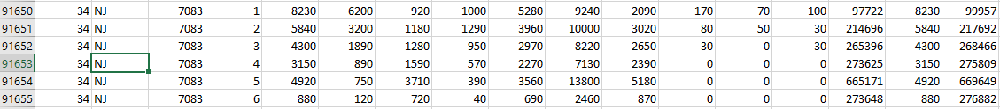 91650 34 NJ 7083 1 8230 6200 920 1000 5280 9240 2090 170 70 100 97722 8230 99957
91651 34 NJ 7083 2 5840 3200 1180 1290 3960 10000 3020 80 50 30 214696 5840 217692
91652 34 NJ 7083 3 4300 1890 1280 950 2970 8220 2650 30 0 30 265396 4300 268466
91653 34 NJ 7083 4 3150 890 1590 570 2270 7130 2390 0 0 0 273625 3150 275809
91654 34 NJ 7083 5 4920 750 3710 390 3560 13800 5180 0 0 0 665171 4920 669649
91655 34 NJ 7083 6 880 120 720 40 690 2460 870 0 0 0 273648 880 276882